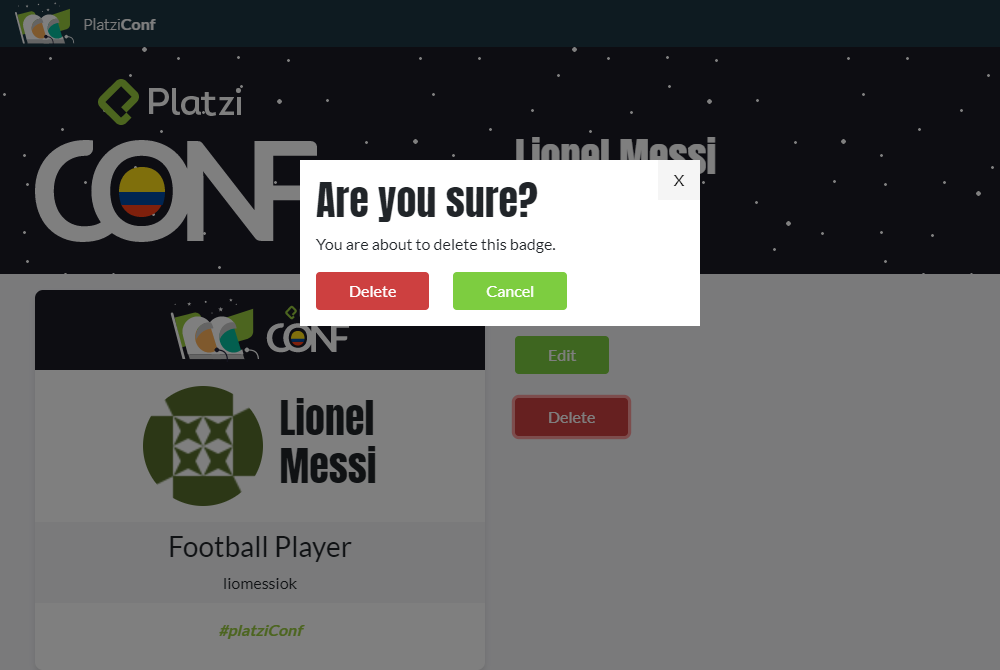 PlatziConf
Platzi
CONF
Lionel Messi
Are you sure?
X
You are about to delete this badge.
Delete Cancel
CONF
Edit
Delete
Lionel
Messi
Football Player
liomessiok
#platziConf